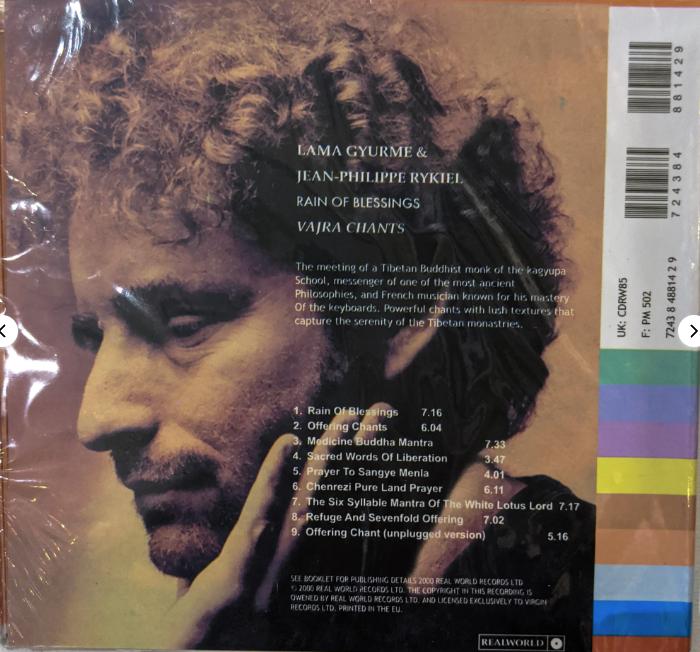 LAMA GYURME &
JEAN-PHILIPPE RYKIEL
RAIN OF BLESSINGS
VAJRA CHANTS
The meeting of a Tibetan Buddhist monk of the kagyupa
School, messenger of one of the most ancient
Philosophies, and French musician known for his mastery
Of the keyboards. Powerful chants with lush textures that
capture the serenity of the Tibetan monastries.
1. Rain Of Blessings 7.16
2. Offering Chants 6.04
3. Medicine Buddha Mantra 7.33
4. Sacred Words Of Liberation 3.47
5. Prayer To Sangye Menla 4.01
6. Chenrezi Pure Land Prayer 6.11
7. The Six Syllable Mantra Of The White Lotus Lord 7.17
8. Refuge And Sevenfold Offering 7.02
9. Offering Chant (unplugged version) 5.16
SEE BOOKLET FOR PUBLISHING DETAILS 2000 REAL WORLD RECORDS LTD
© 2000 REAL WORLD RECORDS LTD. THE COPYRIGHT IN THIS RECORDING IS
OWENED BY REAL WORLD RECORDS LTD. AND LICENSED EXCLUSIVELY TO VIRGIN
RECORDS LTD. PRINTED IN THE EU.
REALWORLD
UK: CDRW85
F: PM 502
7243 8 48814 2 9
724384
881429